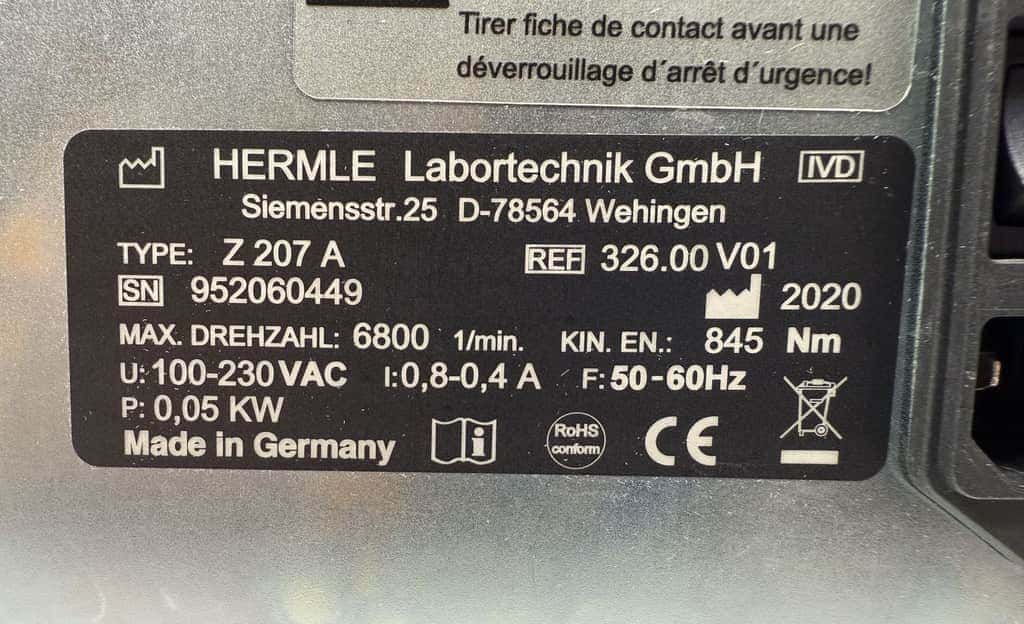 Tirer fiche de contact avant une
déverrouillage d´arrêt d´urgence!
HERMLE Labortechnik GmbH IVD
Siemensstr.25 D-78564 Wehingen
TYPE: Z 207 A REF 326.00 V01
SN 952060449 2020
MAX. DREHZAHL: 6800 1/min. KIN. EN.: 845 Nm
U: 100-230 VAC I: 0,8-0,4 A F: 50-60Hz
P: 0,05 KW
Made in Germany i RoHS conform CE